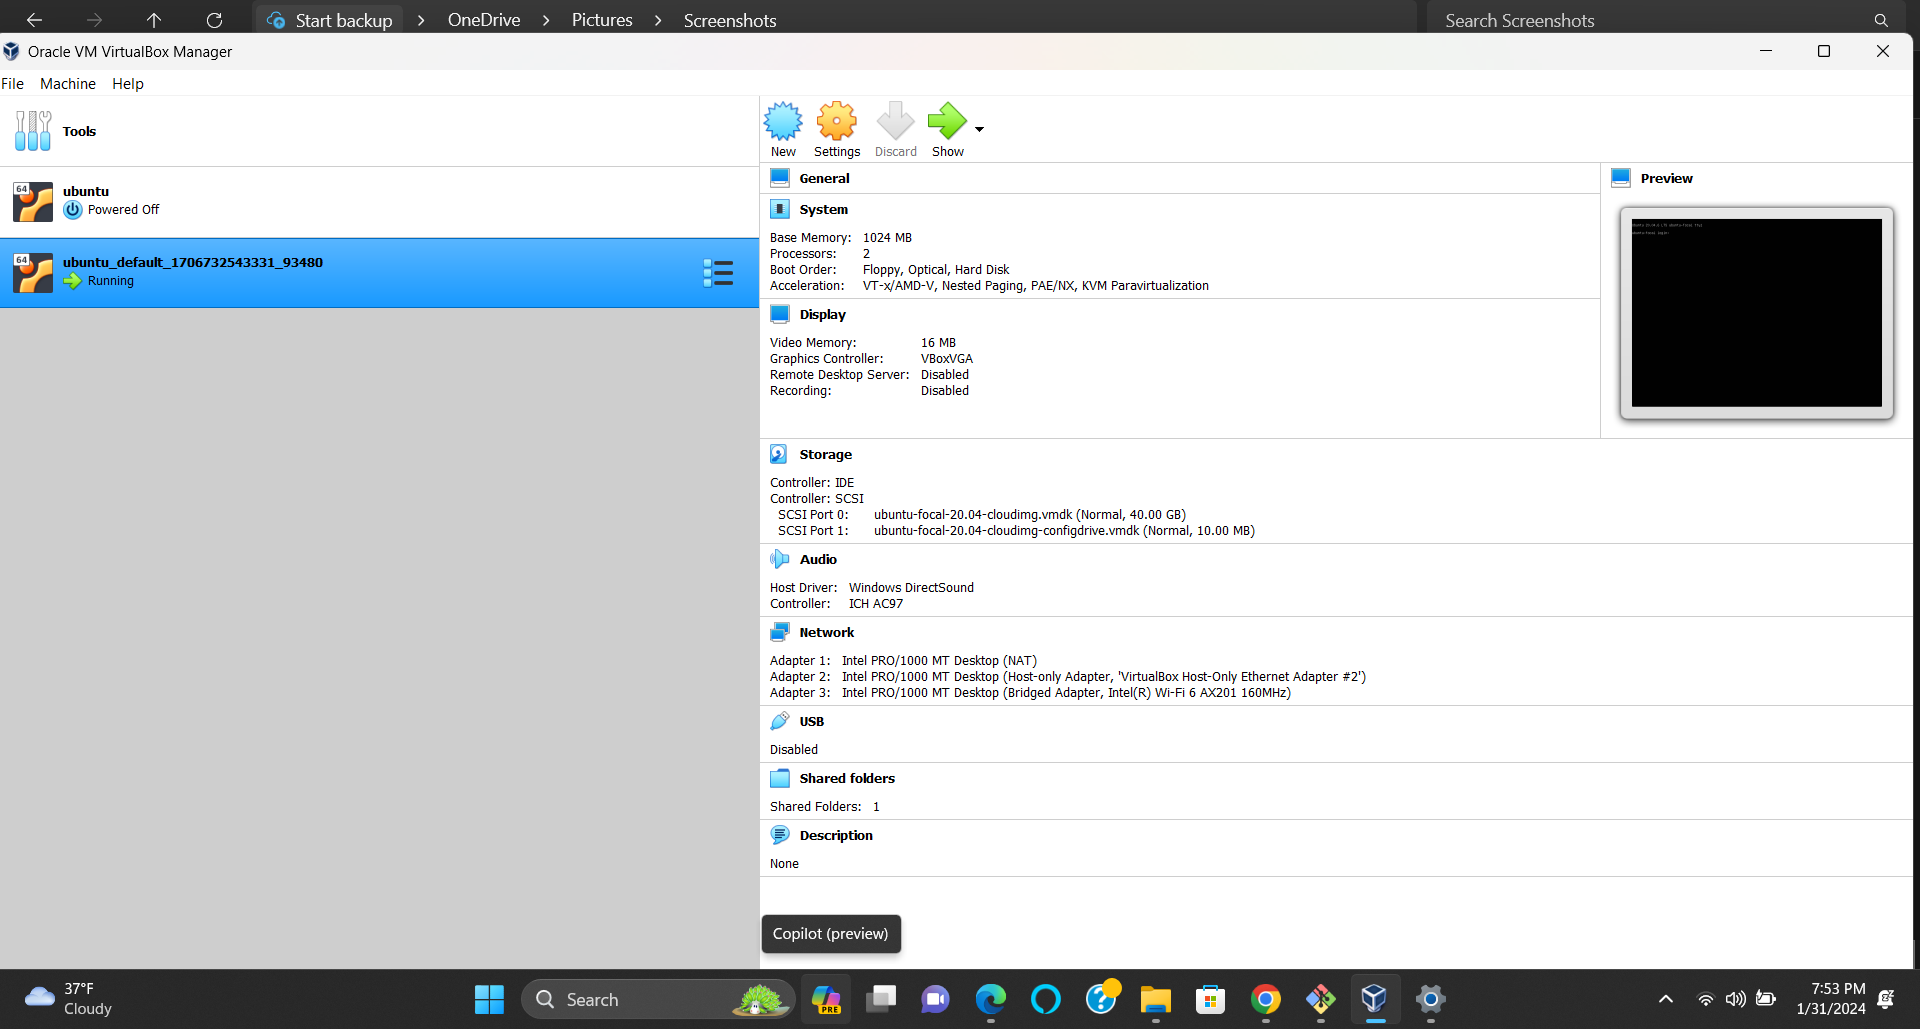 Start backup > OneDrive > Pictures > Screenshots
Search Screenshots
Oracle VM VirtualBox Manager
File Machine Help
Tools
64
ubuntu
Powered Off
64
ubuntu_default_1706732543331_93480
Running
New Settings Discard Show
General
System
Base Memory: 1024 MB
Processors: 2
Boot Order: Floppy, Optical, Hard Disk
Acceleration: VT-x/AMD-V, Nested Paging, PAE/NX, KVM Paravirtualization
Display
Video Memory: 16 MB
Graphics Controller: VBoxVGA
Remote Desktop Server: Disabled
Recording: Disabled
Preview
Storage
Controller: IDE
Controller: SCSI
SCSI Port 0: ubuntu-focal-20.04-cloudimg.vmdk (Normal, 40.00 GB)
SCSI Port 1: ubuntu-focal-20.04-cloudimg-configdrive.vmdk (Normal, 10.00 MB)
Audio
Host Driver: Windows DirectSound
Controller: ICH AC97
Network
Adapter 1: Intel PRO/1000 MT Desktop (NAT)
Adapter 2: Intel PRO/1000 MT Desktop (Host-only Adapter, 'VirtualBox Host-Only Ethernet Adapter #2')
Adapter 3: Intel PRO/1000 MT Desktop (Bridged Adapter, Intel(R) Wi-Fi 6 AX201 160MHz)
USB
Disabled
Shared folders
Shared Folders: 1
Description
None
Copilot (preview)
37°F
Cloudy
Search
PRE
7:53 PM
1/31/2024